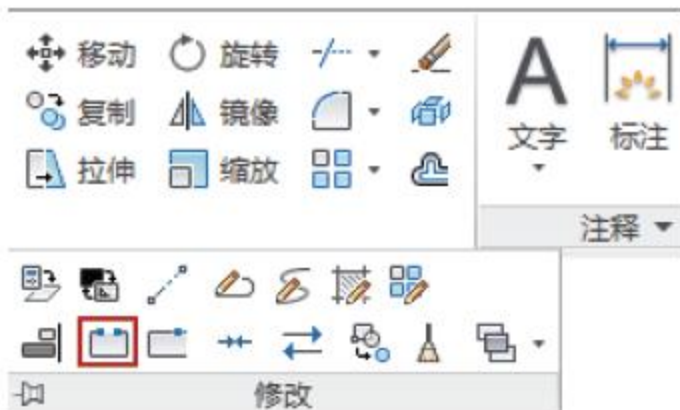 移动 旋转
复制 镜像
拉伸 缩放
文字 标注
注释
修改